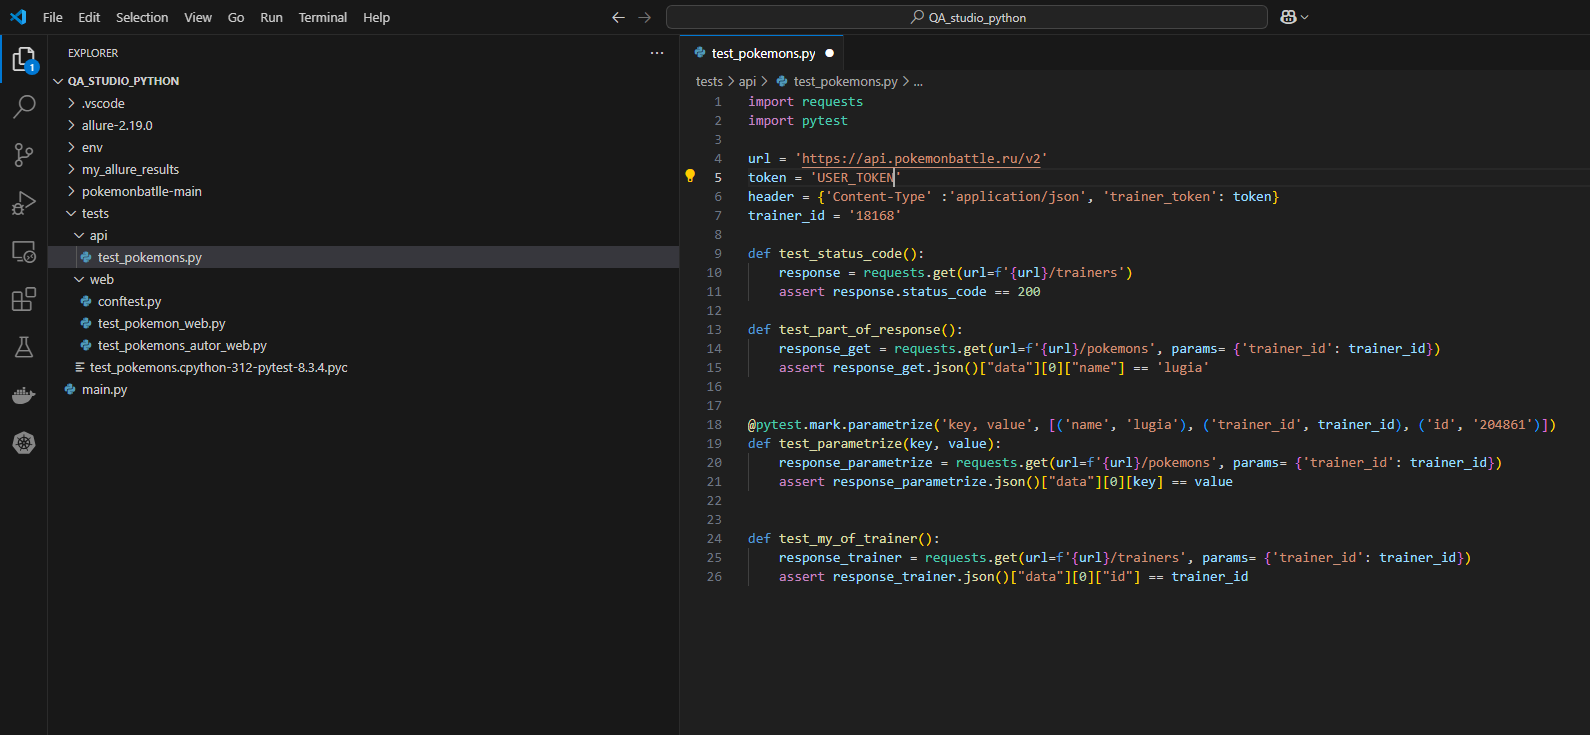 File Edit Selection View Go Run Terminal Help
QA_studio_python
EXPLORER
1
QA_STUDIO_PYTHON
.vscode
allure-2.19.0
env
my_allure_results
pokemonbatlle-main
tests
api
test_pokemons.py
web
conftest.py
test_pokemon_web.py
test_pokemons_autor_web.py
test_pokemons.cpython-312-pytest-8.3.4.pyc
main.py
test_pokemons.py
tests > api > test_pokemons.py > ...
1 import requests
2 import pytest
3
4 url = 'https://api.pokemonbattle.ru/v2'
5 token = 'USER_TOKEN'
6 header = {'Content-Type' :'application/json', 'trainer_token': token}
7 trainer_id = '18168'
8
9 def test_status_code():
10     response = requests.get(url=f'{url}/trainers')
11     assert response.status_code == 200
12
13 def test_part_of_response():
14     response_get = requests.get(url=f'{url}/pokemons', params= {'trainer_id': trainer_id})
15     assert response_get.json()["data"][0]["name"] == 'lugia'
16
17
18 @pytest.mark.parametrize('key, value', [('name', 'lugia'), ('trainer_id', trainer_id), ('id', '204861')])
19 def test_parametrize(key, value):
20     response_parametrize = requests.get(url=f'{url}/pokemons', params= {'trainer_id': trainer_id})
21     assert response_parametrize.json()["data"][0][key] == value
22
23
24 def test_my_of_trainer():
25     response_trainer = requests.get(url=f'{url}/trainers', params= {'trainer_id': trainer_id})
26     assert response_trainer.json()["data"][0]["id"] == trainer_id